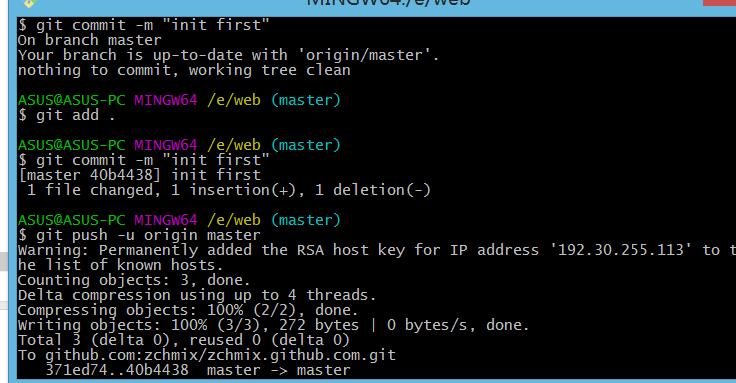 MINGW64:/e/web
$ git commit -m "init first"
On branch master
Your branch is up-to-date with 'origin/master'.
nothing to commit, working tree clean
ASUS@ASUS-PC MINGW64 /e/web (master)
$ git add .
ASUS@ASUS-PC MINGW64 /e/web (master)
$ git commit -m "init first"
[master 40b4438] init first
 1 file changed, 1 insertion(+), 1 deletion(-)
ASUS@ASUS-PC MINGW64 /e/web (master)
$ git push -u origin master
Warning: Permanently added the RSA host key for IP address '192.30.255.113' to t
he list of known hosts.
Counting objects: 3, done.
Delta compression using up to 4 threads.
Compressing objects: 100% (2/2), done.
Writing objects: 100% (3/3), 272 bytes | 0 bytes/s, done.
Total 3 (delta 0), reused 0 (delta 0)
To github.com:zchmix/zchmix.github.com.git
   371ed74..40b4438  master -> master